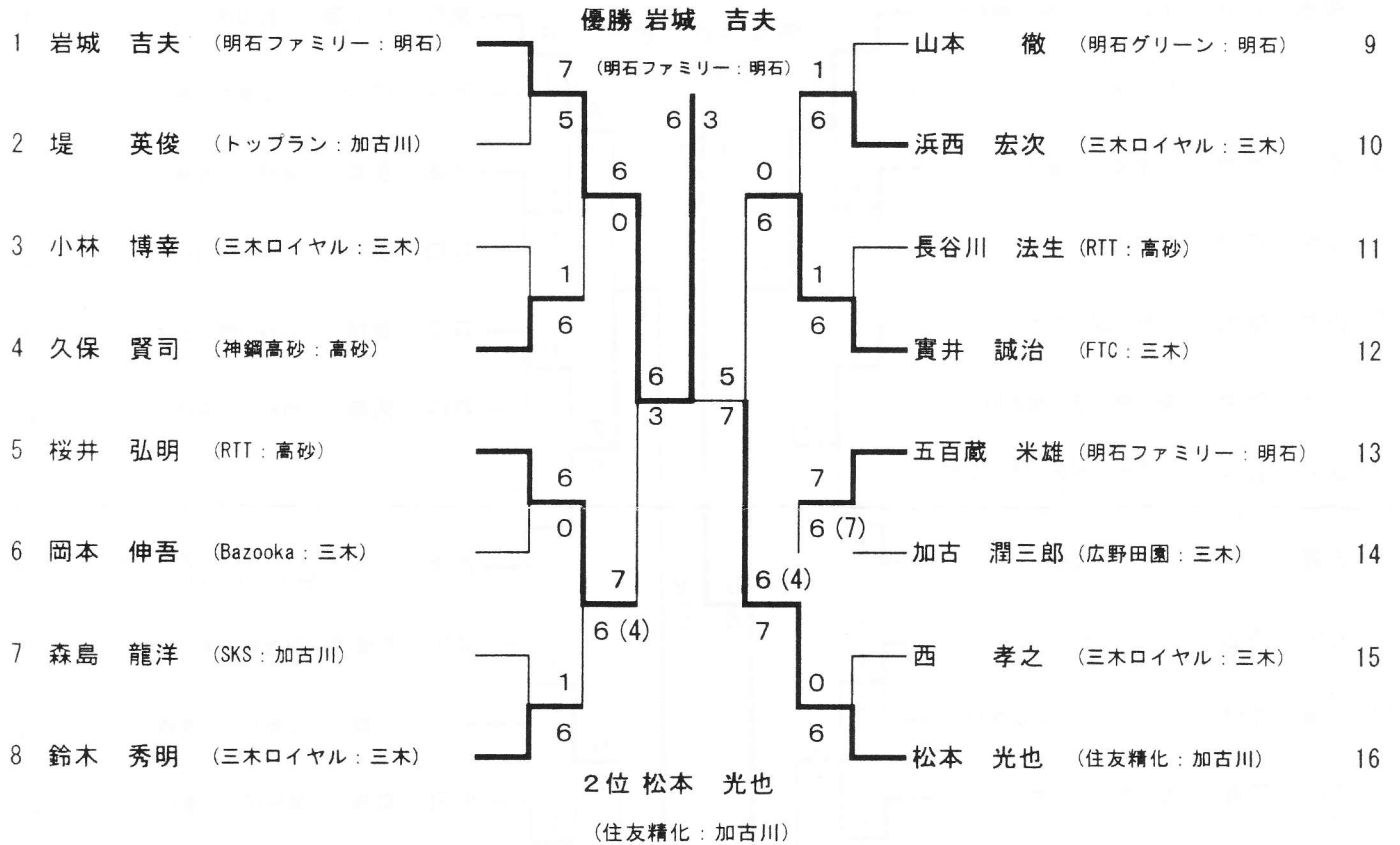 優勝 岩城 吉夫
(明石ファミリー：明石)
1 岩城 吉夫 (明石ファミリー：明石)
2 堤 英俊 (トップラン：加古川)
3 小林 博幸 (三木ロイヤル：三木)
4 久保 賢司 (神鋼高砂：高砂)
5 桜井 弘明 (RTT：高砂)
6 岡本 伸吾 (Bazooka：三木)
7 森島 龍洋 (SKS：加古川)
8 鈴木 秀明 (三木ロイヤル：三木)
7
5
1
6
6
0
1
6
6
0
7
6 (4)
6
3
6 3
5
7
0
6
6 (4)
7
1
6
1
6
7
6 (7)
0
6
山本 徹 (明石グリーン：明石) 9
浜西 宏次 (三木ロイヤル：三木) 10
長谷川 法生 (RTT：高砂) 11
實井 誠治 (FTC：三木) 12
五百蔵 米雄 (明石ファミリー：明石) 13
加古 潤三郎 (広野田園：三木) 14
西 孝之 (三木ロイヤル：三木) 15
松本 光也 (住友精化：加古川) 16
2位 松本 光也
(住友精化：加古川)